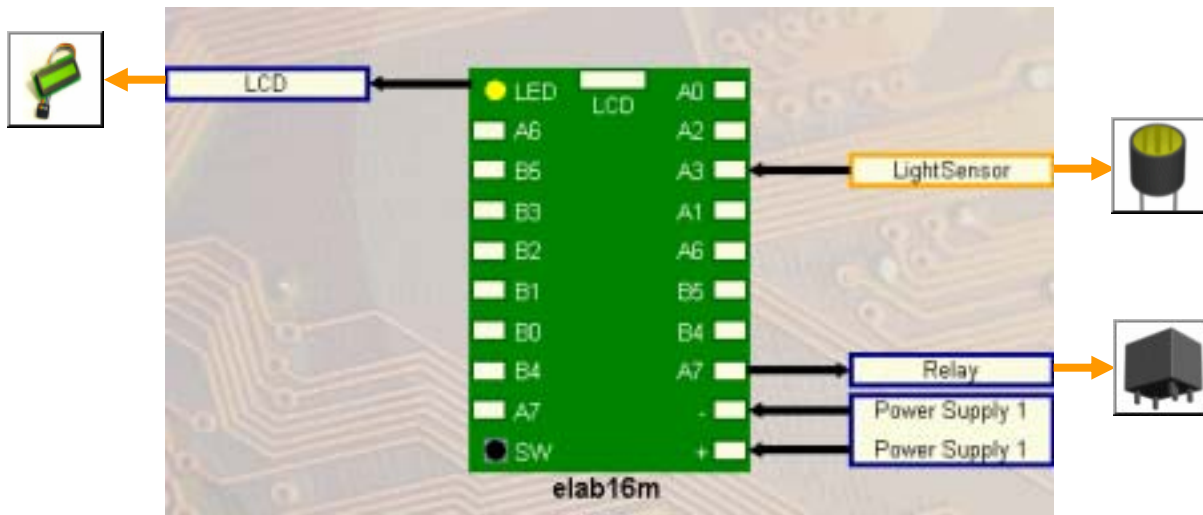 LCD
LED
LCD
A6
B5
B3
B2
B1
B0
B4
A7
SW
A0
A2
A3
A1
A6
B5
B4
A7
-
+
LightSensor
Relay
Power Supply 1
Power Supply 1
elab16m